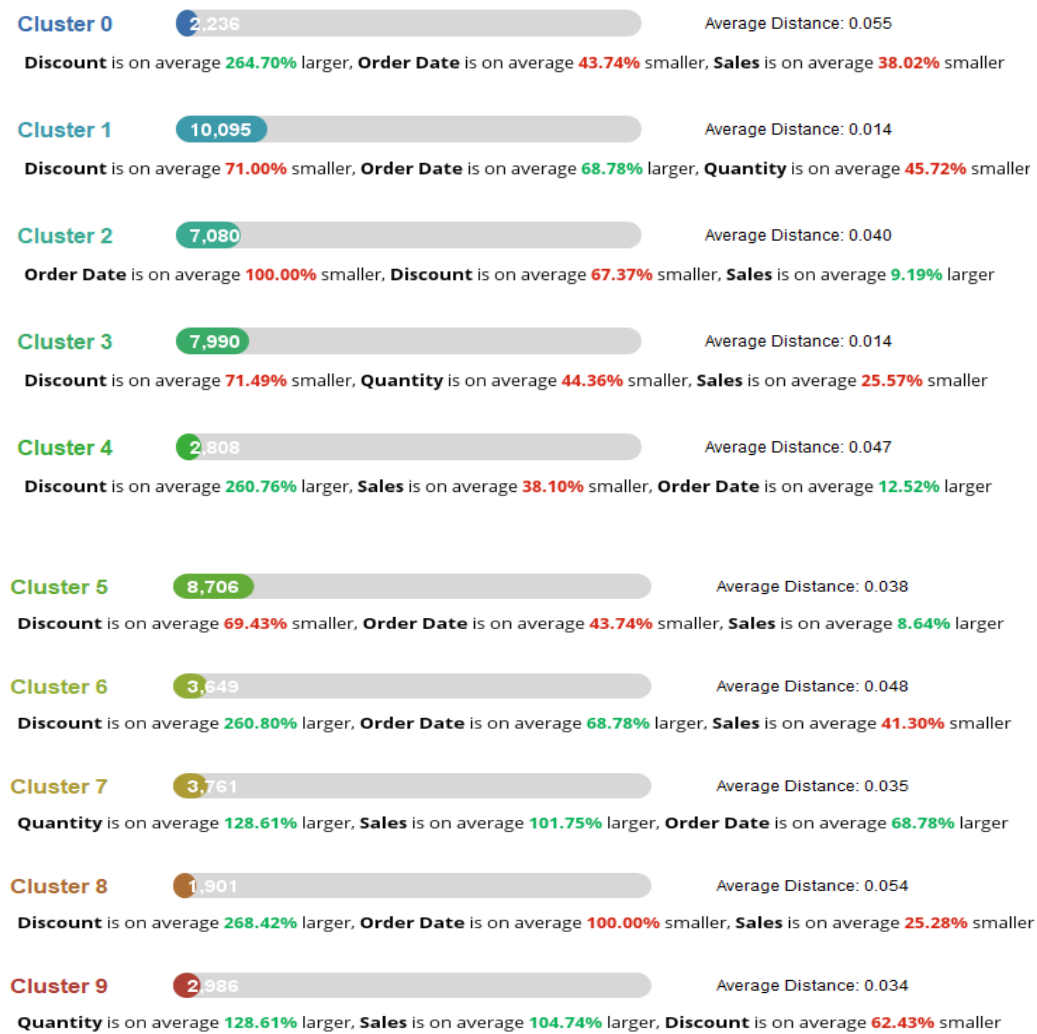 Cluster 0 2,236 Average Distance: 0.055
Discount is on average 264.70% larger, Order Date is on average 43.74% smaller, Sales is on average 38.02% smaller
Cluster 1 10,095 Average Distance: 0.014
Discount is on average 71.00% smaller, Order Date is on average 68.78% larger, Quantity is on average 45.72% smaller
Cluster 2 7,080 Average Distance: 0.040
Order Date is on average 100.00% smaller, Discount is on average 67.37% smaller, Sales is on average 9.19% larger
Cluster 3 7,990 Average Distance: 0.014
Discount is on average 71.49% smaller, Quantity is on average 44.36% smaller, Sales is on average 25.57% smaller
Cluster 4 2,808 Average Distance: 0.047
Discount is on average 260.76% larger, Sales is on average 38.10% smaller, Order Date is on average 12.52% larger
Cluster 5 8,706 Average Distance: 0.038
Discount is on average 69.43% smaller, Order Date is on average 43.74% smaller, Sales is on average 8.64% larger
Cluster 6 3,649 Average Distance: 0.048
Discount is on average 260.80% larger, Order Date is on average 68.78% larger, Sales is on average 41.30% smaller
Cluster 7 3,761 Average Distance: 0.035
Quantity is on average 128.61% larger, Sales is on average 101.75% larger, Order Date is on average 68.78% larger
Cluster 8 1,901 Average Distance: 0.054
Discount is on average 268.42% larger, Order Date is on average 100.00% smaller, Sales is on average 25.28% smaller
Cluster 9 2,986 Average Distance: 0.034
Quantity is on average 128.61% larger, Sales is on average 104.74% larger, Discount is on average 62.43% smaller